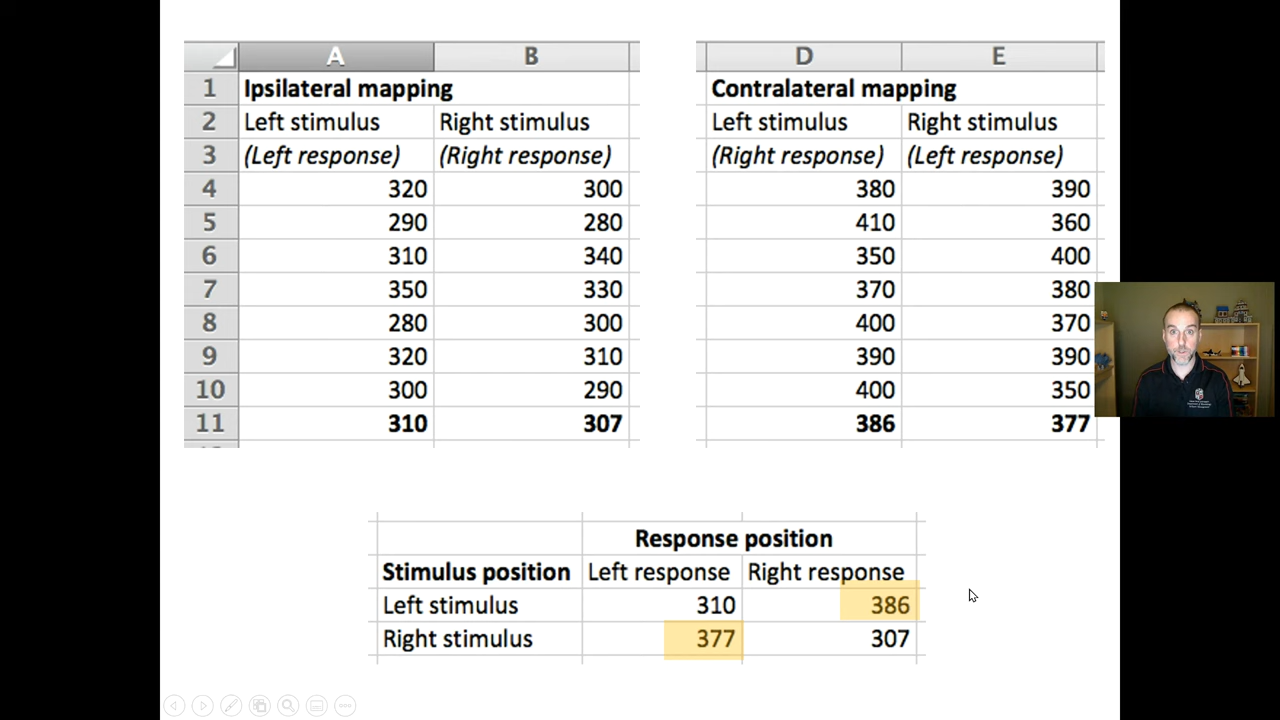 A B
1 Ipsilateral mapping
2 Left stimulus Right stimulus
3 (Left response) (Right response)
4 320 300
5 290 280
6 310 340
7 350 330
8 280 300
9 320 310
10 300 290
11 310 307
D E
Contralateral mapping
Left stimulus Right stimulus
(Right response) (Left response)
380 390
410 360
350 400
370 380
400 370
390 390
400 350
386 377
Response position
Stimulus position Left response Right response
Left stimulus 310 386
Right stimulus 377 307